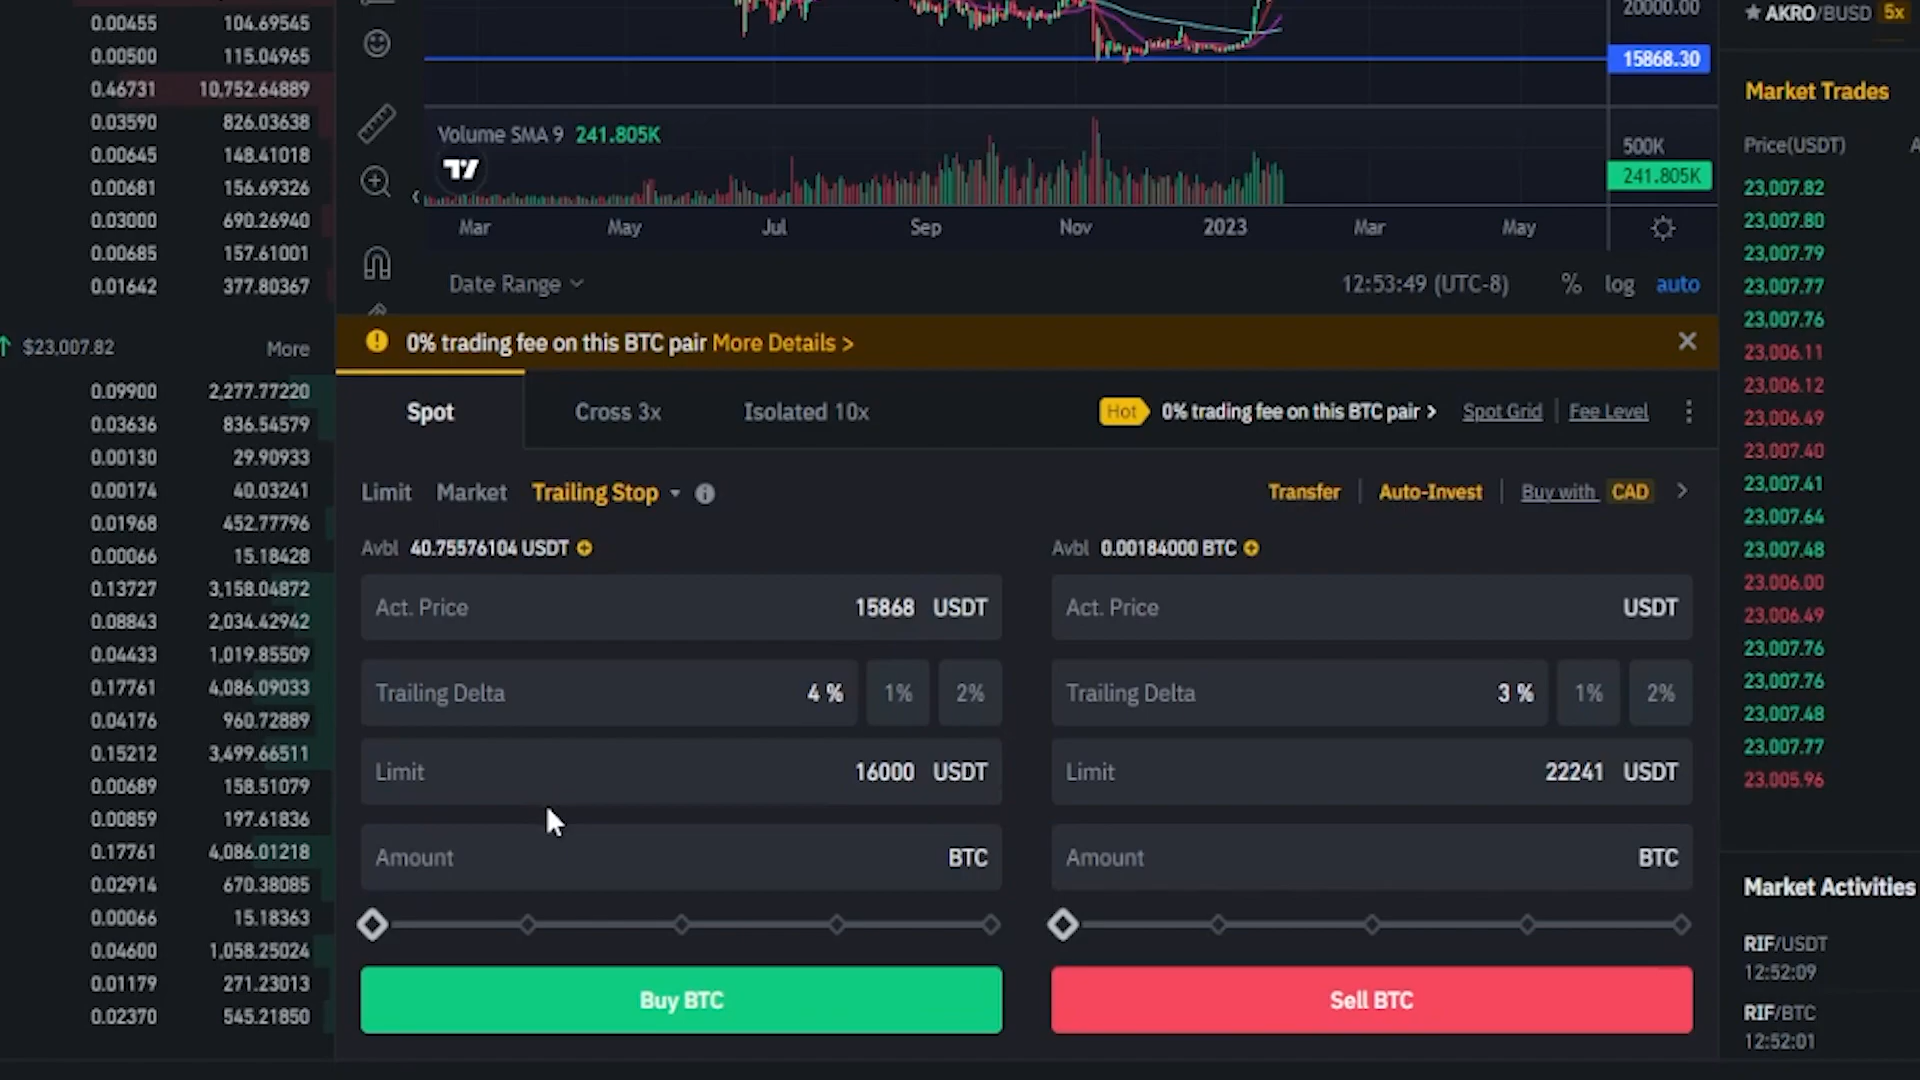 0.00455 104.69545
0.00500 115.04965
0.46731 10,752.64889
0.03590 826.03638
0.00645 148.41018
0.00681 156.69326
0.03000 690.26940
0.00685 157.61001
0.01642 377.80367
$23,007.82 More
0.09900 2,277.77220
0.03636 836.54579
0.00130 29.90933
0.00174 40.03241
0.01968 452.77796
0.00066 15.18428
0.13727 3,158.04872
0.08843 2,034.42942
0.04433 1,019.85509
0.17761 4,086.09033
0.04176 960.72889
0.15212 3,499.66511
0.00689 158.51079
0.00859 197.61836
0.17761 4,086.01218
0.02914 670.38085
0.00066 15.18363
0.04600 1,058.25024
0.01179 271.23013
0.02370 545.21850
20000.00
15868.30
Volume SMA 9 241.805K
500K
241.805K
Mar May Jul Sep Nov 2023 Mar May
Date Range 12:53:49 (UTC-8) % log auto
0% trading fee on this BTC pair More Details >
Spot Cross 3x Isolated 10x Hot 0% trading fee on this BTC pair > Spot Grid Fee Level
Limit Market Trailing Stop Transfer Auto-Invest Buy with CAD
Avbl 40.75576104 USDT
Act. Price 15868 USDT
Trailing Delta 4 % 1% 2%
Limit 16000 USDT
Amount BTC
Buy BTC
Avbl 0.00184000 BTC
Act. Price USDT
Trailing Delta 3 % 1% 2%
Limit 22241 USDT
Amount BTC
Sell BTC
AKRO/BUSD 5x
Market Trades
Price(USDT) A
23,007.82
23,007.80
23,007.79
23,007.77
23,007.76
23,006.11
23,006.12
23,006.49
23,007.40
23,007.41
23,007.64
23,007.48
23,006.00
23,006.49
23,007.76
23,007.76
23,007.48
23,007.77
23,005.96
Market Activities
RIF/USDT
12:52:09
RIF/BTC
12:52:01